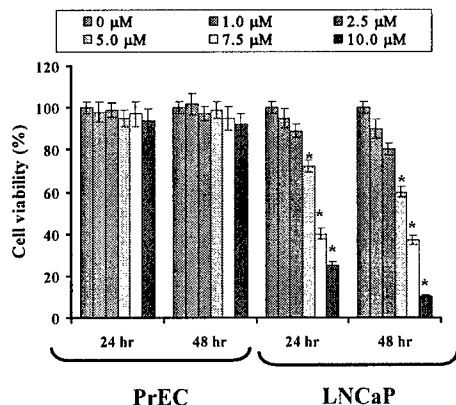 0 μM 1.0 μM 2.5 μM
5.0 μM 7.5 μM 10.0 μM
Cell viability (%)
120
100
80
60
40
20
0
* * * * * *
24 hr 48 hr 24 hr 48 hr
PrEC LNCaP